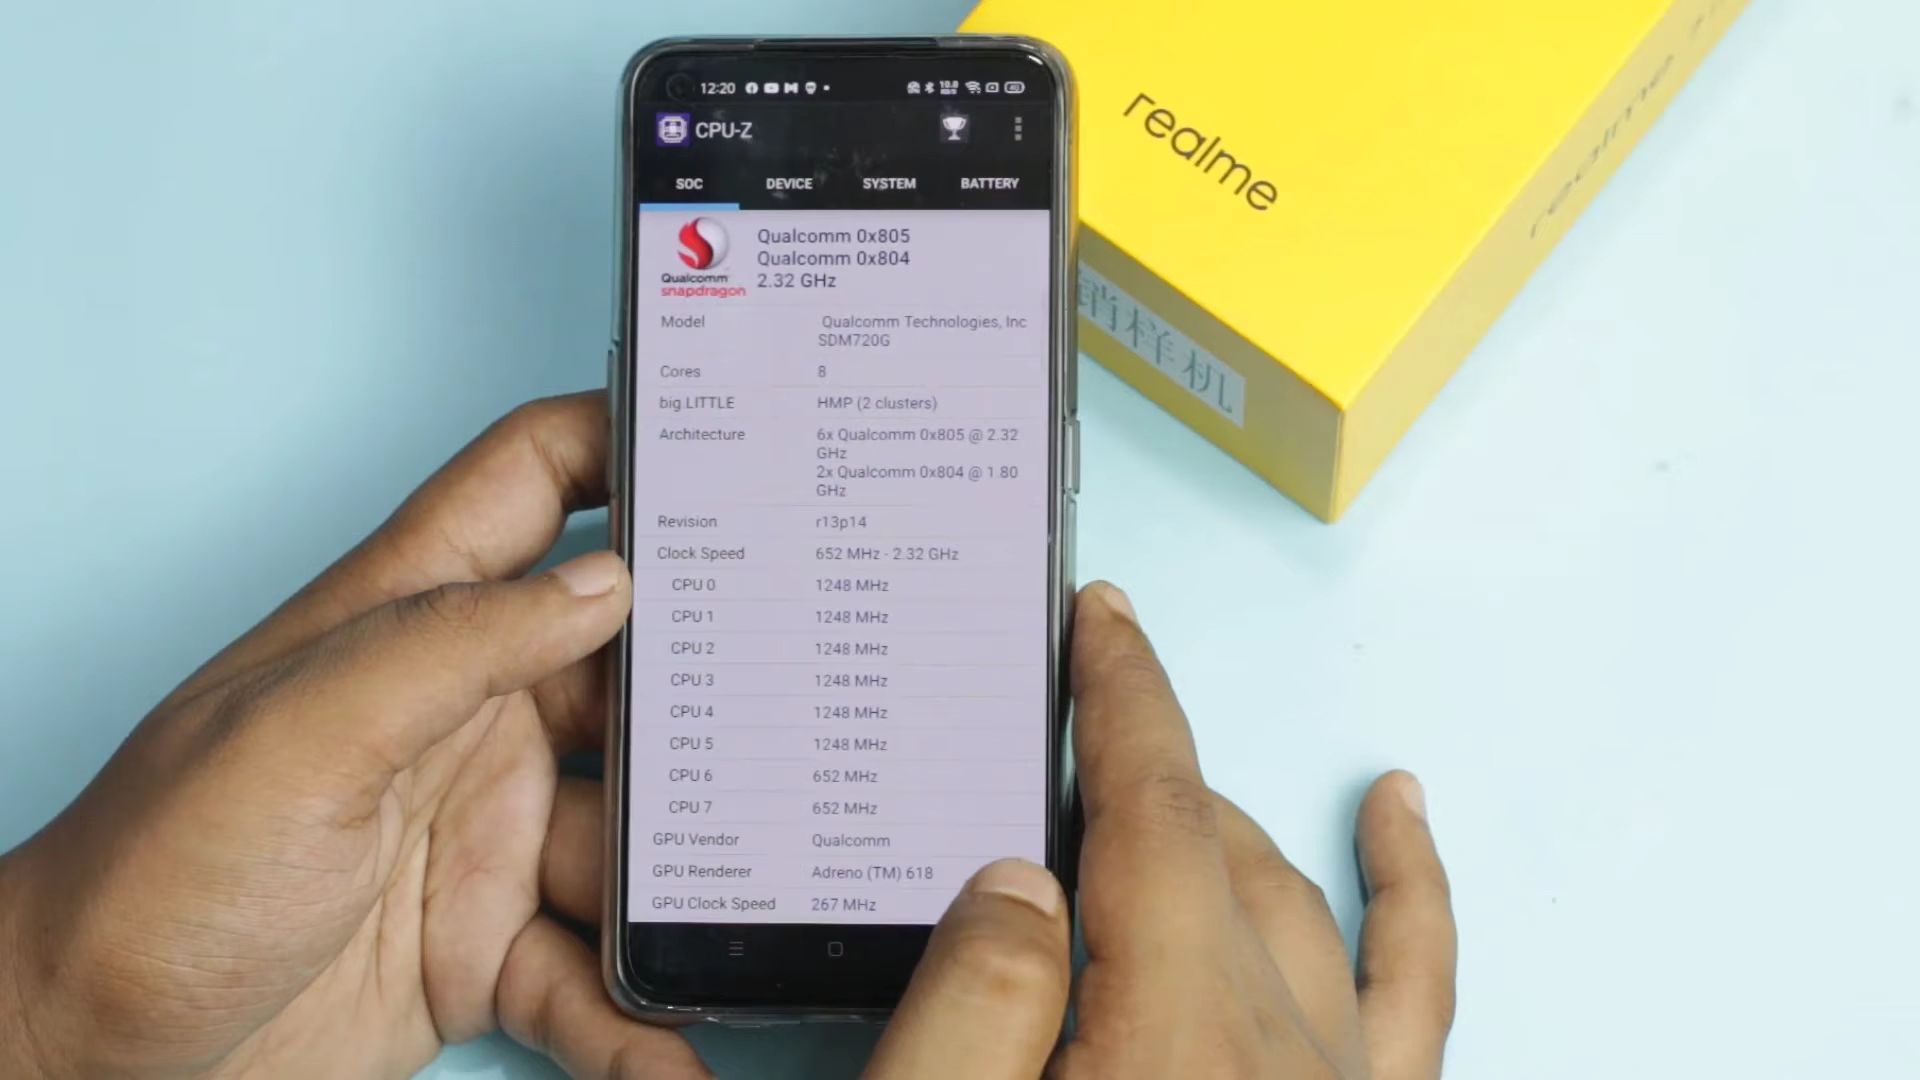 12:20
10.0
CPU-Z
SOC DEVICE SYSTEM BATTERY
Qualcomm
snapdragon
Qualcomm 0x805
Qualcomm 0x804
2.32 GHz
Model Qualcomm Technologies, Inc
SDM720G
Cores 8
big.LITTLE HMP (2 clusters)
Architecture 6x Qualcomm 0x805 @ 2.32
GHz
2x Qualcomm 0x804 @ 1.80
GHz
Revision r13p14
Clock Speed 652 MHz - 2.32 GHz
CPU 0 1248 MHz
CPU 1 1248 MHz
CPU 2 1248 MHz
CPU 3 1248 MHz
CPU 4 1248 MHz
CPU 5 1248 MHz
CPU 6 652 MHz
CPU 7 652 MHz
GPU Vendor Qualcomm
GPU Renderer Adreno (TM) 618
GPU Clock Speed 267 MHz
realme
realme
销样机